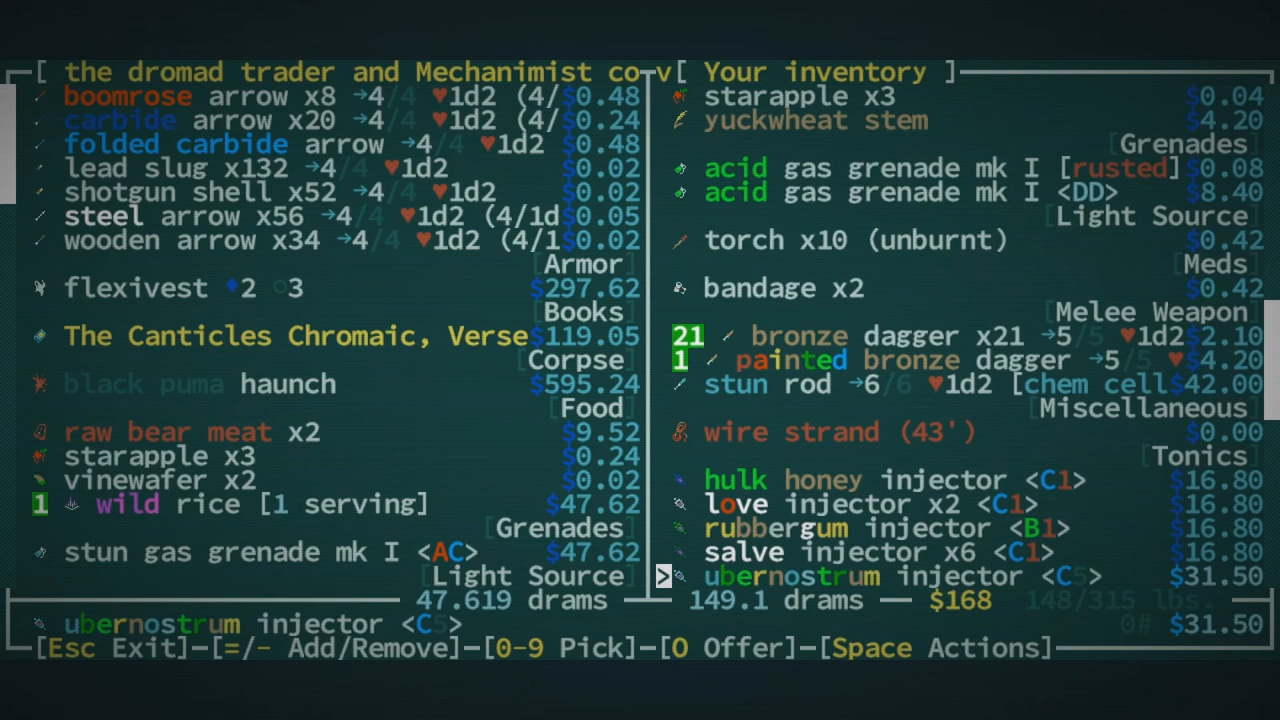 [ the dromad trader and Mechanimist co
boomrose arrow x8 →4/4 ♥1d2 (4/ $0.48
carbide arrow x20 →4/4 ♥1d2 (4/ $0.24
folded carbide arrow →4/4 ♥1d2 $0.48
lead slug x132 →4/4 ♥1d2 $0.02
shotgun shell x52 →4/4 ♥1d2 $0.02
steel arrow x56 →4/4 ♥1d2 (4/1d $0.05
wooden arrow x34 →4/4 ♥1d2 (4/1 $0.02
[Armor]
flexivest ♦2 ○3 $297.62
[Books]
The Canticles Chromaic, Verse $119.05
[Corpse]
black puma haunch $595.24
[Food]
raw bear meat x2 $9.52
starapple x3 $0.24
vinewafer x2 $0.02
1 wild rice [1 serving] $47.62
[Grenades]
stun gas grenade mk I <AC> $47.62
[Light Source]
47.619 drams
v[ Your inventory ]
starapple x3 $0.04
yuckwheat stem $4.20
[Grenades]
acid gas grenade mk I [rusted] $0.08
acid gas grenade mk I <DD> $8.40
[Light Source]
torch x10 (unburnt) $0.42
[Meds]
bandage x2 $0.42
[Melee Weapon]
21 bronze dagger x21 →5/5 ♥1d2 $2.10
1 painted bronze dagger →5/5 ♥ $4.20
stun rod →6/6 ♥1d2 [chem cell $42.00
[Miscellaneous]
wire strand (43') $0.00
[Tonics]
hulk honey injector <C1> $16.80
love injector x2 <C1> $16.80
rubbergum injector <B1> $16.80
salve injector x6 <C1> $16.80
> ubernostrum injector <C5> $31.50
149.1 drams — $168 148/315 lbs.
ubernostrum injector <C5> 0# $31.50
[Esc Exit]—[=/- Add/Remove]—[0-9 Pick]—[O Offer]—[Space Actions]